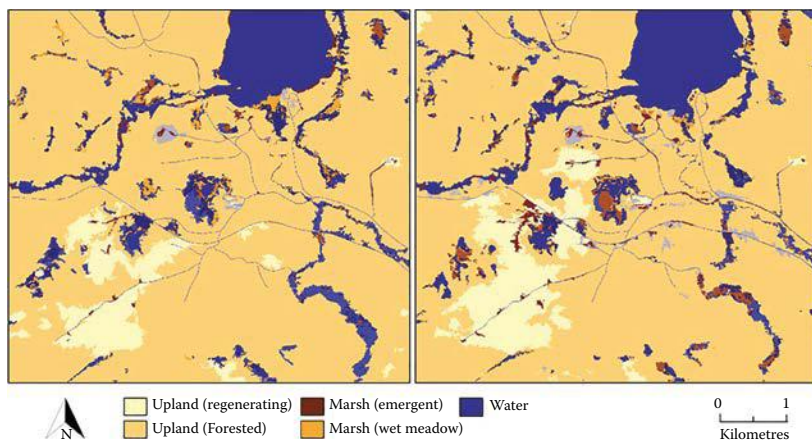 Upland (regenerating) Marsh (emergent) Water
Upland (Forested) Marsh (wet meadow)
N
0 1
Kilometres